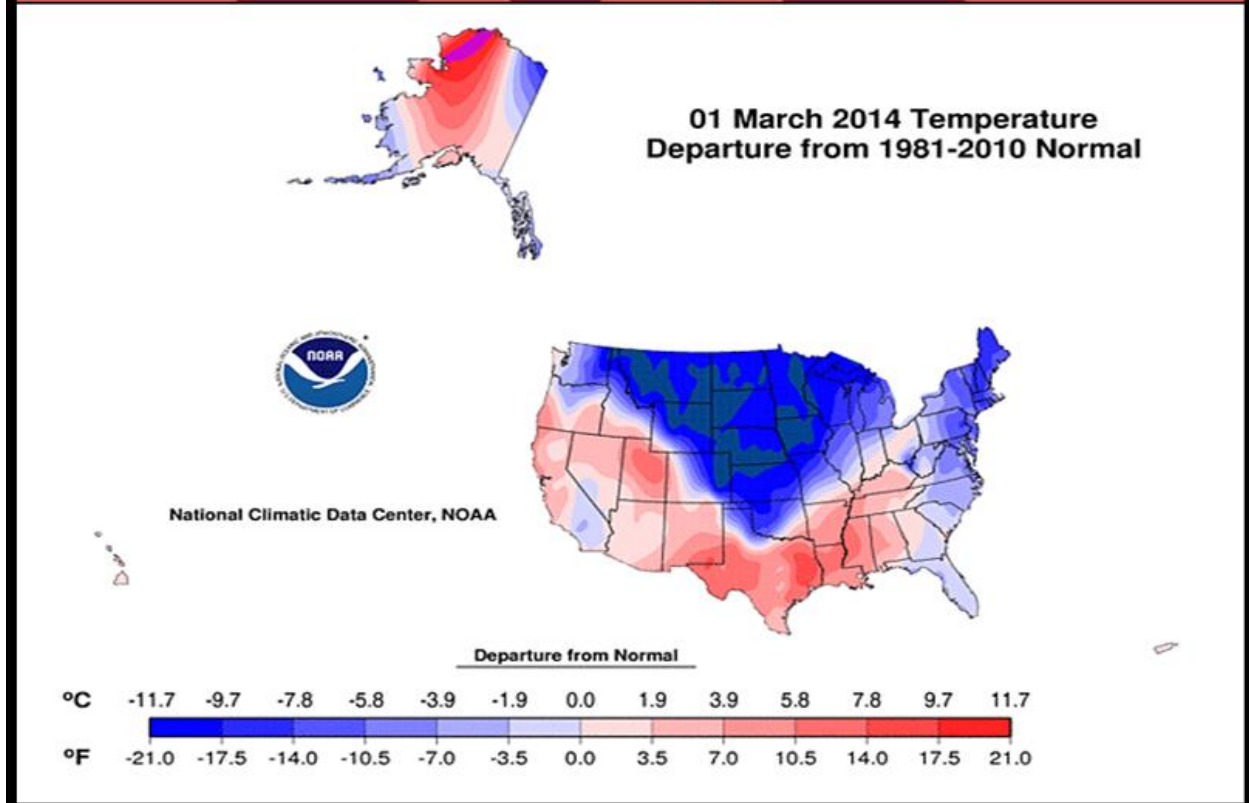 01 March 2014 Temperature
Departure from 1981-2010 Normal
NOAA
National Climatic Data Center, NOAA
Departure from Normal
ºC -11.7 -9.7 -7.8 -5.8 -3.9 -1.9 0.0 1.9 3.9 5.8 7.8 9.7 11.7
ºF -21.0 -17.5 -14.0 -10.5 -7.0 -3.5 0.0 3.5 7.0 10.5 14.0 17.5 21.0